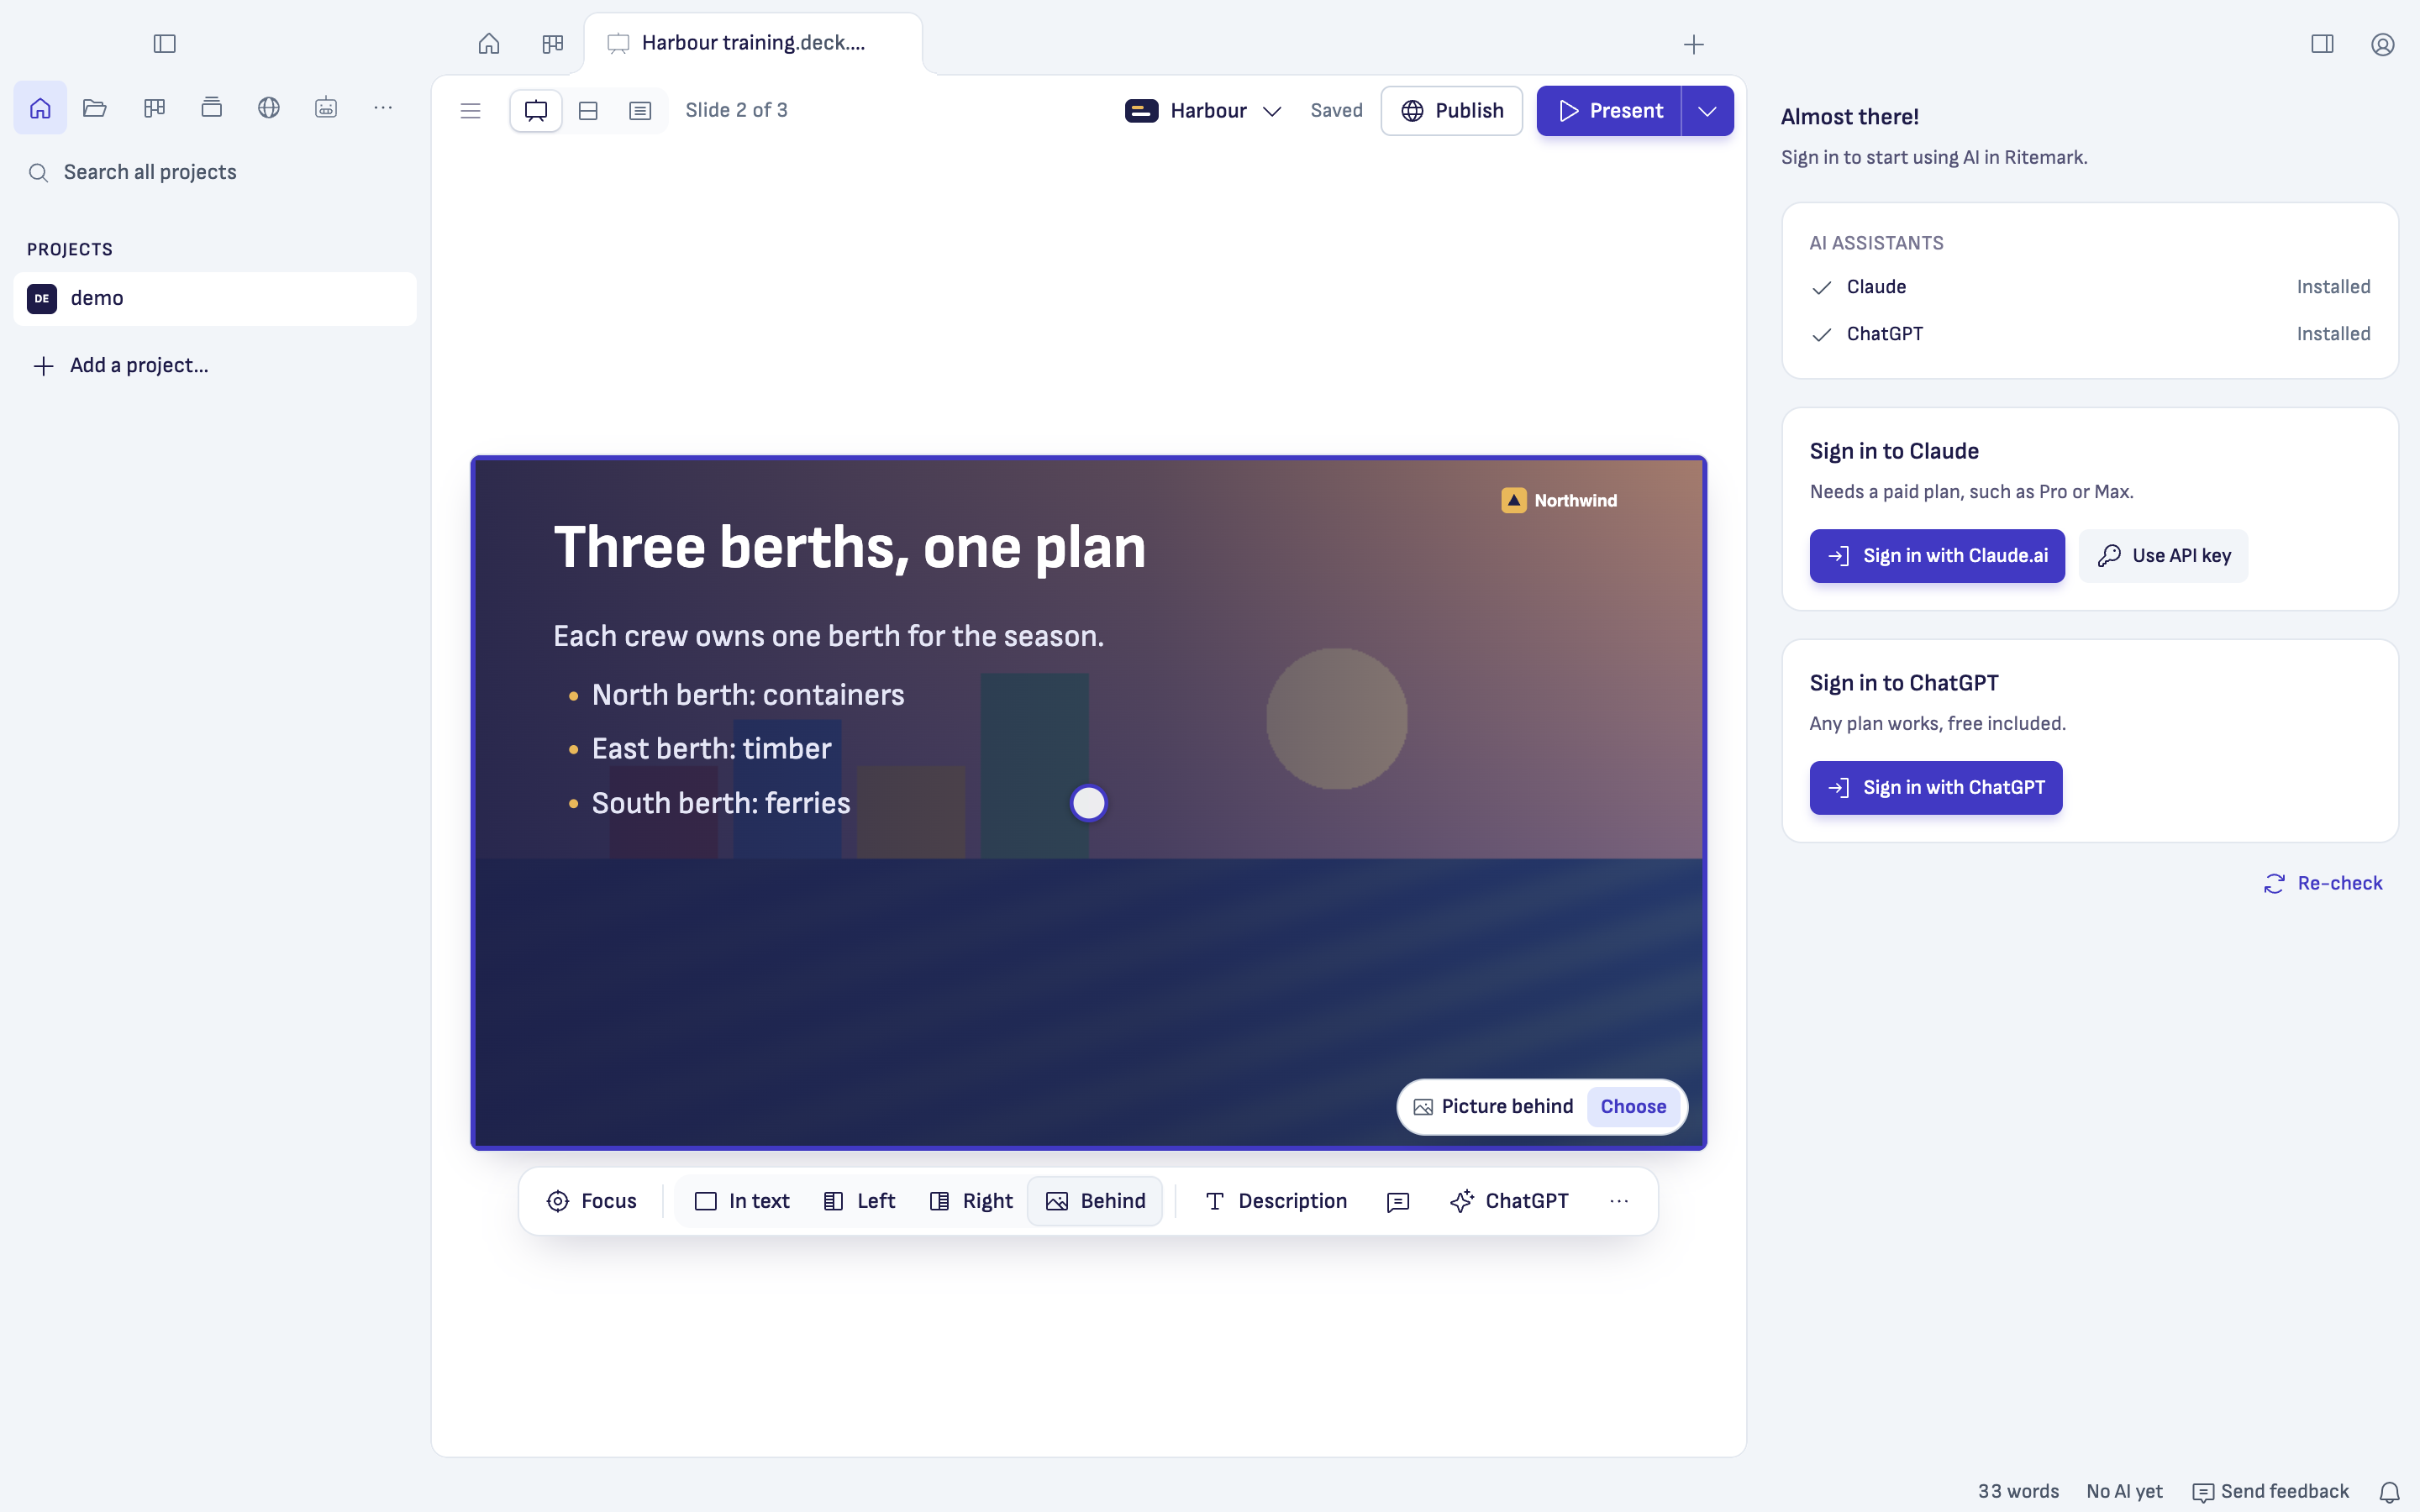 Harbour training.deck....
Slide 2 of 3
Harbour
Saved
Publish
Present
Search all projects
PROJECTS
DE
demo
Add a project...
Northwind
Three berths, one plan
Each crew owns one berth for the season.
North berth: containers
East berth: timber
South berth: ferries
Picture behind
Choose
Focus
In text
Left
Right
Behind
Description
ChatGPT
Almost there!
Sign in to start using AI in Ritemark.
AI ASSISTANTS
Claude
Installed
ChatGPT
Installed
Sign in to Claude
Needs a paid plan, such as Pro or Max.
Sign in with Claude.ai
Use API key
Sign in to ChatGPT
Any plan works, free included.
Sign in with ChatGPT
Re-check
33 words
No AI yet
Send feedback